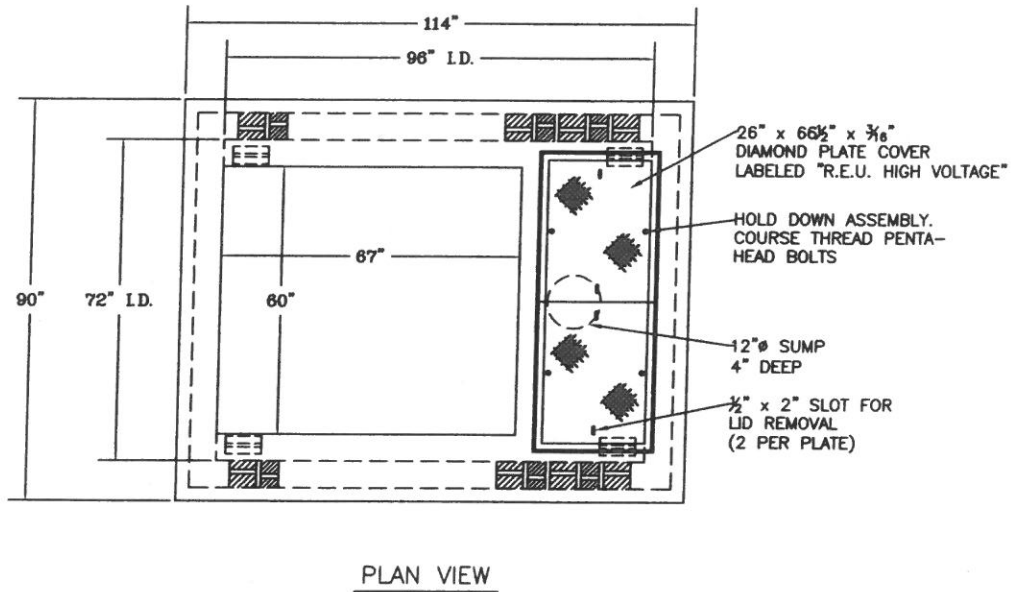 114"
96" I.D.
26" x 66½" x 3/16"
DIAMOND PLATE COVER
LABELED "R.E.U. HIGH VOLTAGE"
HOLD DOWN ASSEMBLY.
COURSE THREAD PENTA-
HEAD BOLTS
67"
90"
72" I.D.
60"
12"ø SUMP
4" DEEP
½" x 2" SLOT FOR
LID REMOVAL
(2 PER PLATE)
PLAN VIEW